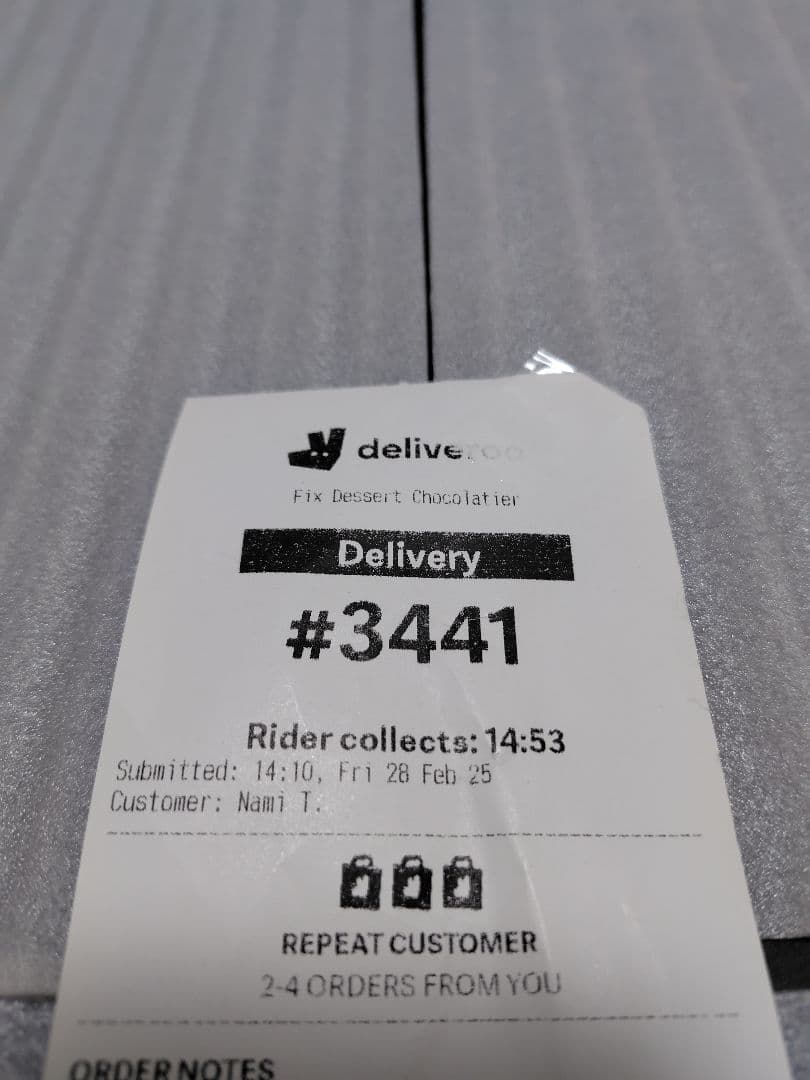 deliveroo
Fix Dessert Chocolatier
Delivery
#3441
Rider collects: 14:53
Submitted: 14:10, Fri 28 Feb 25
Customer: Nami T.
REPEAT CUSTOMER
2-4 ORDERS FROM YOU
ORDER NOTES